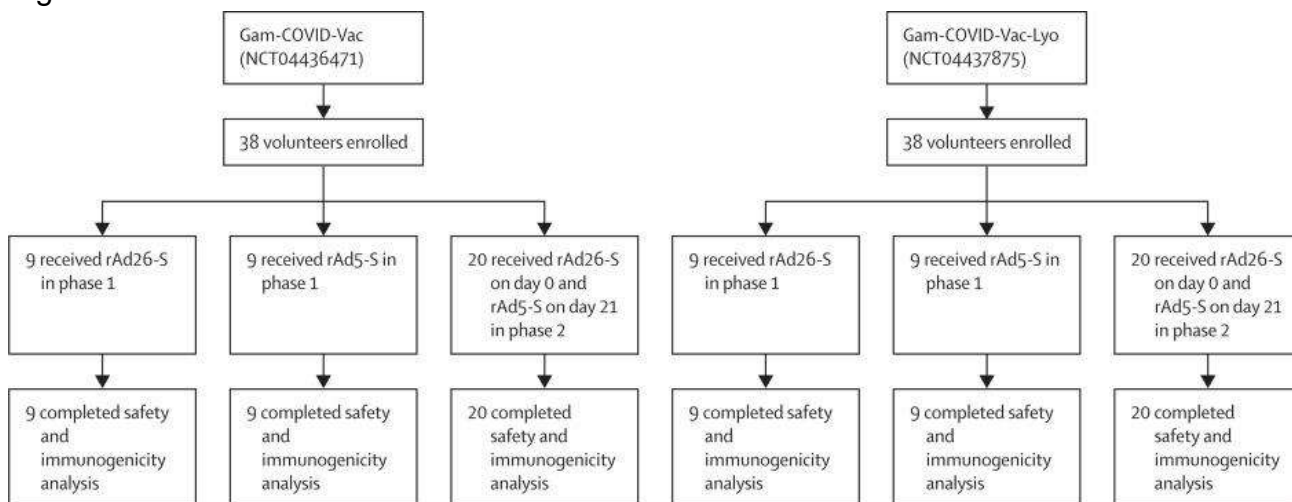 Gam-COVID-Vac
(NCT04436471)
Gam-COVID-Vac-Lyo
(NCT04437875)
38 volunteers enrolled
38 volunteers enrolled
9 received rAd26-S
in phase 1
9 received rAd5-S in
phase 1
20 received rAd26-S
on day 0 and
rAd5-S on day 21
in phase 2
9 received rAd26-S
in phase 1
9 received rAd5-S in
phase 1
20 received rAd26-S
on day 0 and
rAd5-S on day 21
in phase 2
9 completed safety
and
immunogenicity
analysis
9 completed safety
and
immunogenicity
analysis
20 completed
safety and
immunogenicity
analysis
9 completed safety
and
immunogenicity
analysis
9 completed safety
and
immunogenicity
analysis
20 completed
safety and
immunogenicity
analysis